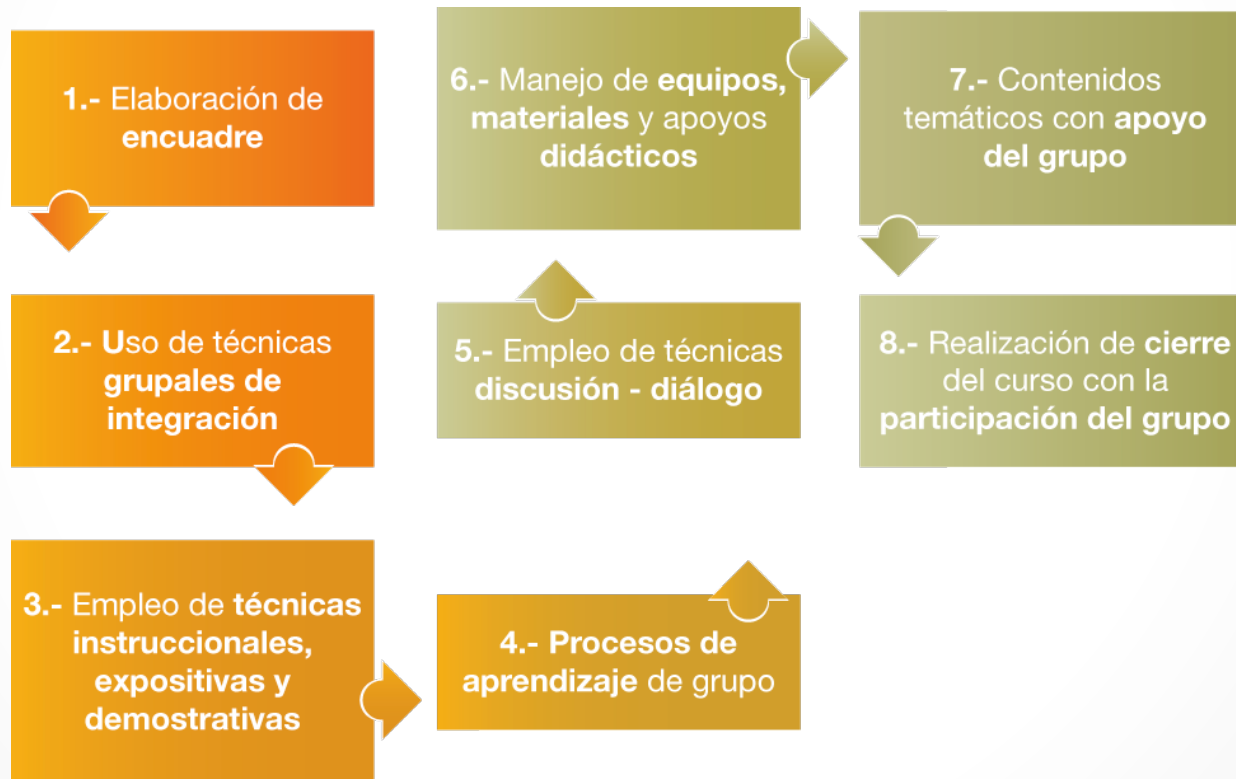 1.- Elaboración de
encuadre
2.- Uso de técnicas
grupales de
integración
3.- Empleo de técnicas
instruccionales,
expositivas y
demostrativas
4.- Procesos de
aprendizaje de grupo
5.- Empleo de técnicas
discusión - diálogo
6.- Manejo de equipos,
materiales y apoyos
didácticos
7.- Contenidos
temáticos con apoyo
del grupo
8.- Realización de cierre
del curso con la
participación del grupo